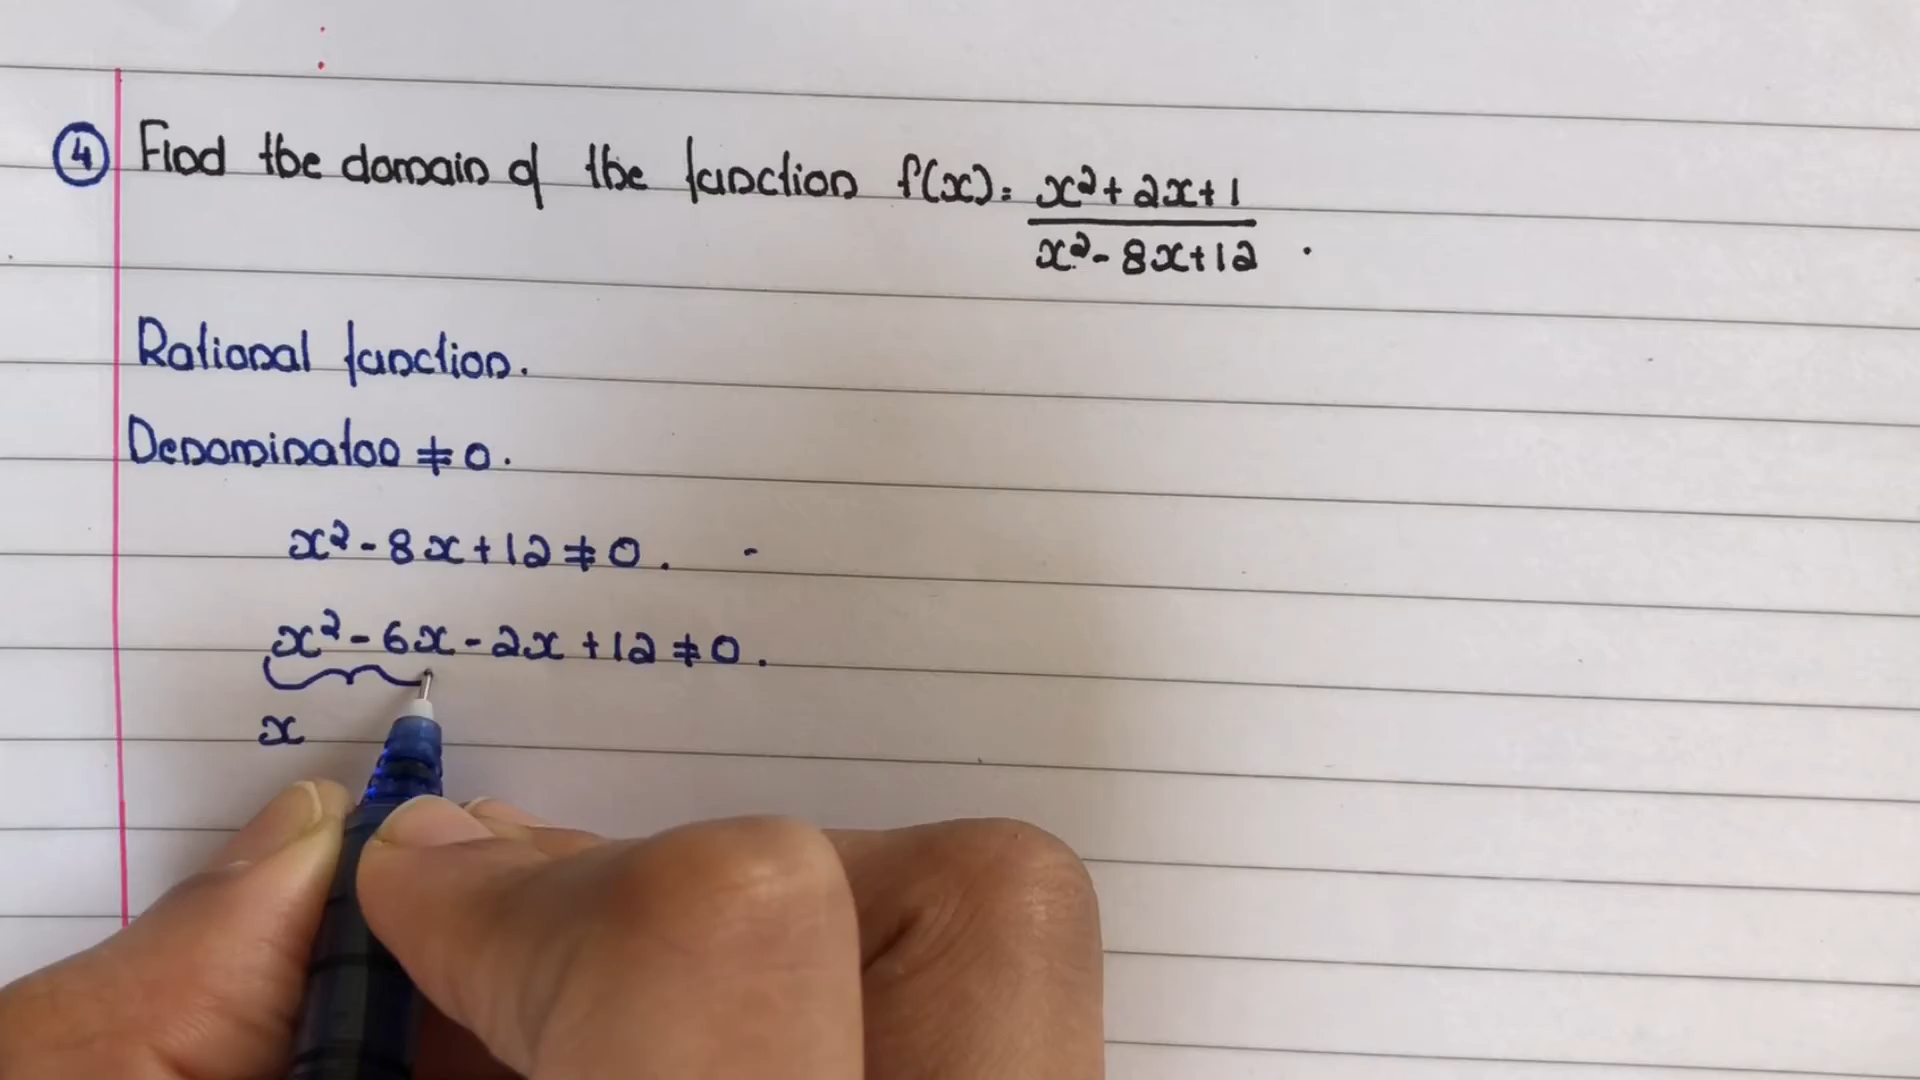 4 Find the domain of the function f(x) = x² + 2x + 1
x² - 8x + 12 .
Rational function.
Denominator ≠ 0.
x² - 8x + 12 ≠ 0. -
x² - 6x - 2x + 12 ≠ 0.
x